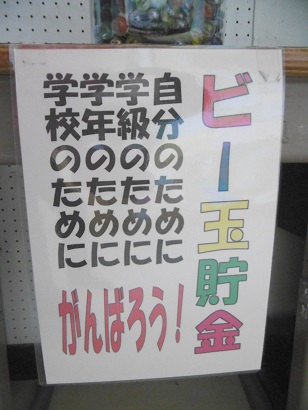 ビー玉貯金
自分のために
学級のために
学年のために
学校のために
がんばろう！